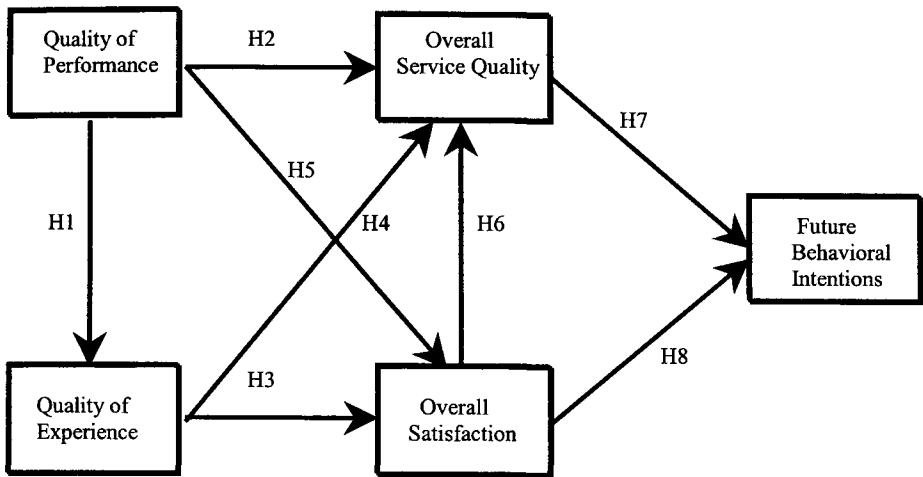 Quality of
Performance
H2
Overall
Service Quality
H7
H5
H1
H4
H6
Future
Behavioral
Intentions
H3
H8
Quality of
Experience
Overall
Satisfaction